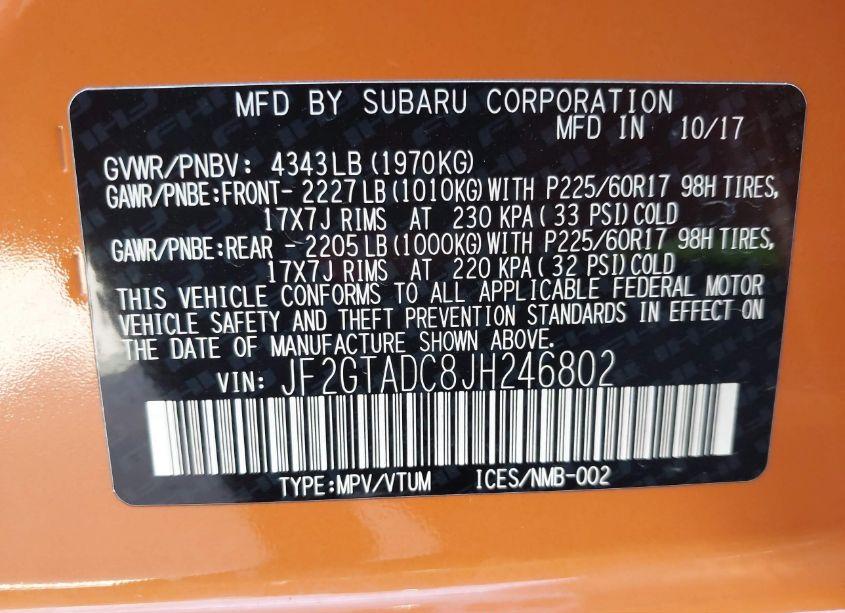 MFD BY SUBARU CORPORATION
MFD IN 10/17
GVWR/PNBV: 4343LB (1970KG)
GAWR/PNBE:FRONT- 2227LB (1010KG) WITH P225/60R17 98H TIRES,
17X7J RIMS AT 230 KPA( 33 PSI)COLD
GAWR/PNBE:REAR - 2205LB (1000KG) WITH P225/60R17 98H TIRES,
17X7J RIMS AT 220 KPA( 32 PSI)COLD
THIS VEHICLE CONFORMS TO ALL APPLICABLE FEDERAL MOTOR
VEHICLE SAFETY AND THEFT PREVENTION STANDARDS IN EFFECT ON
THE DATE OF MANUFACTURE SHOWN ABOVE.
VIN: JF2GTADC8JH246802
TYPE:MPV/VTUM ICES/NMB-002